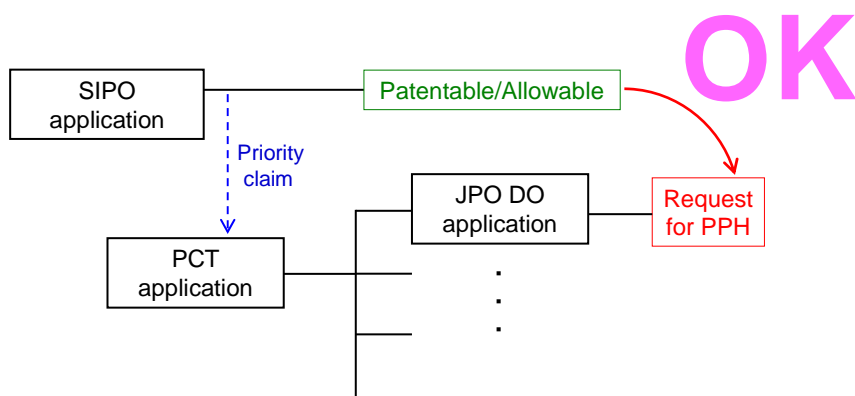 OK
SIPO
application
Patentable/Allowable
Priority
claim
JPO DO
application
Request
for PPH
PCT
application